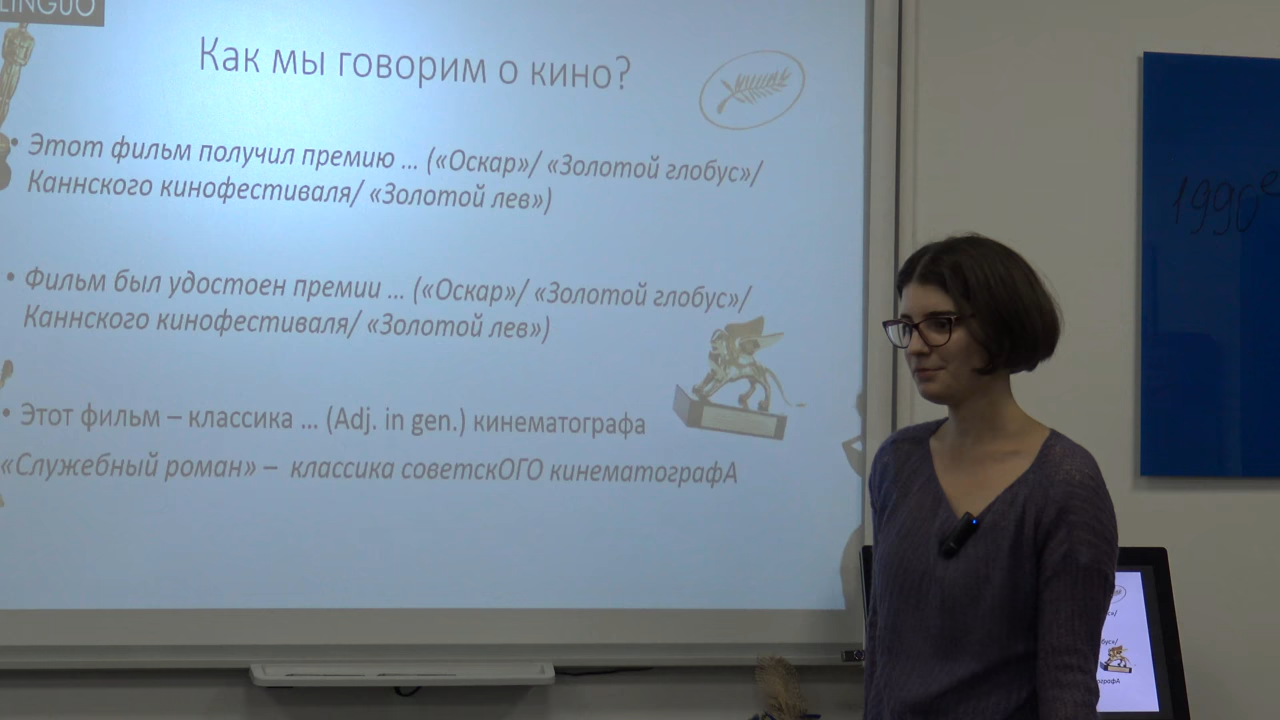 LINGUO
Как мы говорим о кино?
• Этот фильм получил премию ... («Оскар»/ «Золотой глобус»/
Каннского кинофестиваля/ «Золотой лев»)
• Фильм был удостоен премии ... («Оскар»/ «Золотой глобус»/
Каннского кинофестиваля/ «Золотой лев»)
• Этот фильм – классика ... (Adj. in gen.) кинематографа
«Служебный роман» – классика советскОГО кинематографА
1990е